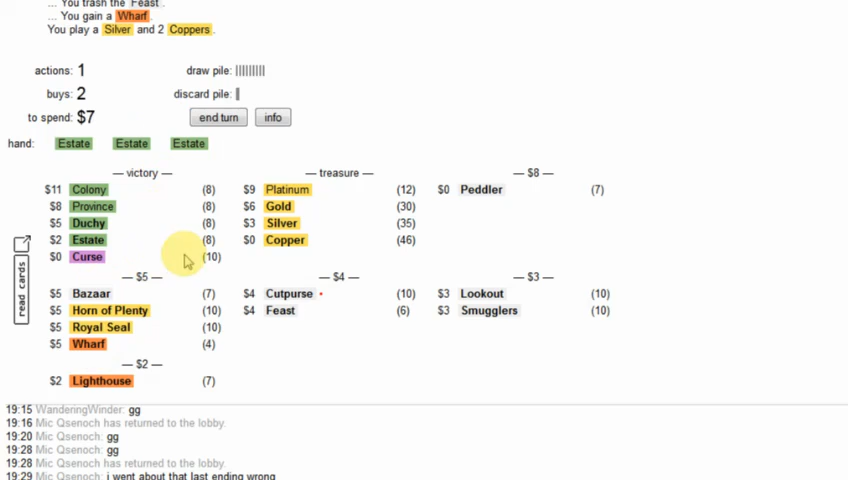 ... You trash the Feast.
... You gain a Wharf.
You play a Silver and 2 Coppers.
actions: 1 draw pile:
buys: 2 discard pile:
to spend: $7 end turn info
hand: Estate Estate Estate
— victory — — treasure — — $8 —
$11 Colony (8) $9 Platinum (12) $0 Peddler (7)
$8 Province (8) $6 Gold (30)
$5 Duchy (8) $3 Silver (35)
$2 Estate (8) $0 Copper (46)
$0 Curse (10)
read cards
— $5 — — $4 — — $3 —
$5 Bazaar (7) $4 Cutpurse (10) $3 Lookout (10)
$5 Horn of Plenty (10) $4 Feast (6) $3 Smugglers (10)
$5 Royal Seal (10)
$5 Wharf (4)
— $2 —
$2 Lighthouse (7)
19:15 WanderingWinder: gg
19:16 Mic Qsenoch has returned to the lobby.
19:20 Mic Qsenoch: gg
19:28 Mic Qsenoch: gg
19:28 Mic Qsenoch has returned to the lobby.
19:29 Mic Qsenoch: i went about that last ending wrong